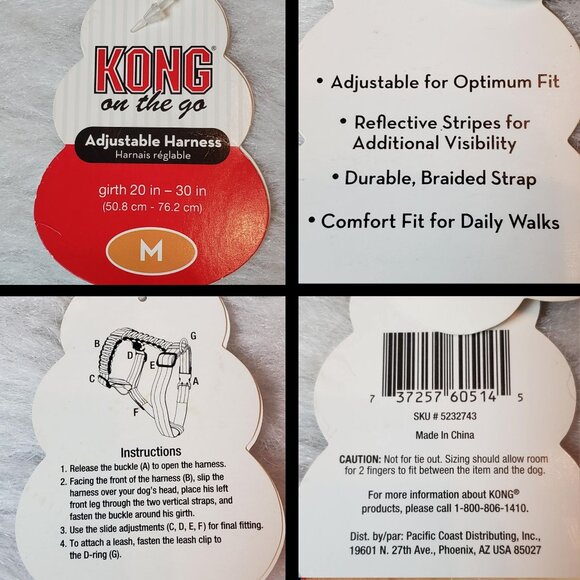 KONG
on the go
Adjustable Harness
Harnais réglable
girth 20 in – 30 in
(50.8 cm - 76.2 cm)
M
• Adjustable for Optimum Fit
• Reflective Stripes for
Additional Visibility
• Durable, Braided Strap
• Comfort Fit for Daily Walks
G
B
D
E
C
A
F
Instructions
1. Release the buckle (A) to open the harness.
2. Facing the front of the harness (B), slip the
harness over your dog's head, place his left
front leg through the two vertical straps, and
fasten the buckle around his girth.
3. Use the slide adjustments (C, D, E, F) for final fitting.
4. To attach a leash, fasten the leash clip to
the D-ring (G).
7 37257 60514 5
SKU # 5232743
Made in China
CAUTION: Not for tie out. Sizing should allow room
for 2 fingers to fit between the item and the dog.
For more information about KONG®
products, please call 1-800-806-1410.
Dist. by/par: Pacific Coast Distributing, Inc.,
19601 N. 27th Ave., Phoenix, AZ USA 85027